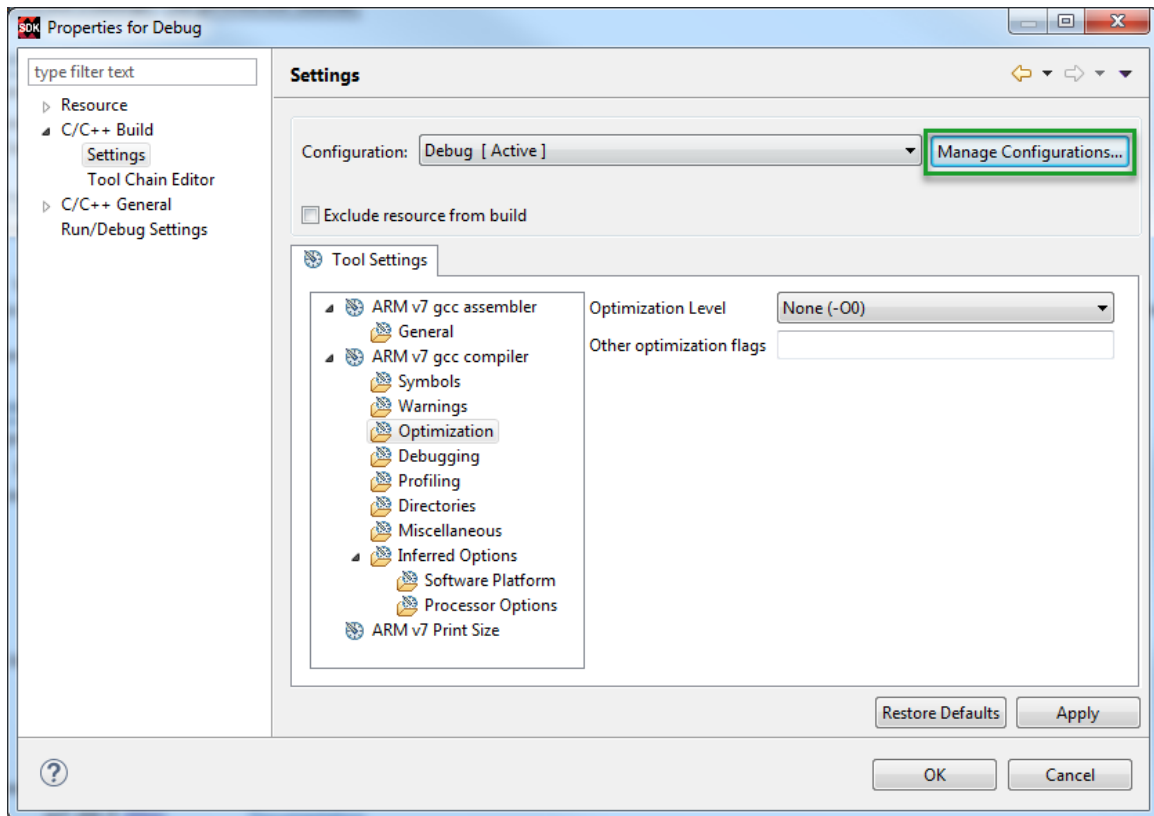 SDK Properties for Debug
type filter text
Settings
Resource
C/C++ Build
Settings
Tool Chain Editor
C/C++ General
Run/Debug Settings
Configuration: Debug [ Active ] Manage Configurations...
Exclude resource from build
Tool Settings
ARM v7 gcc assembler
General
ARM v7 gcc compiler
Symbols
Warnings
Optimization
Debugging
Profiling
Directories
Miscellaneous
Inferred Options
Software Platform
Processor Options
ARM v7 Print Size
Optimization Level None (-O0)
Other optimization flags
Restore Defaults Apply
? OK Cancel